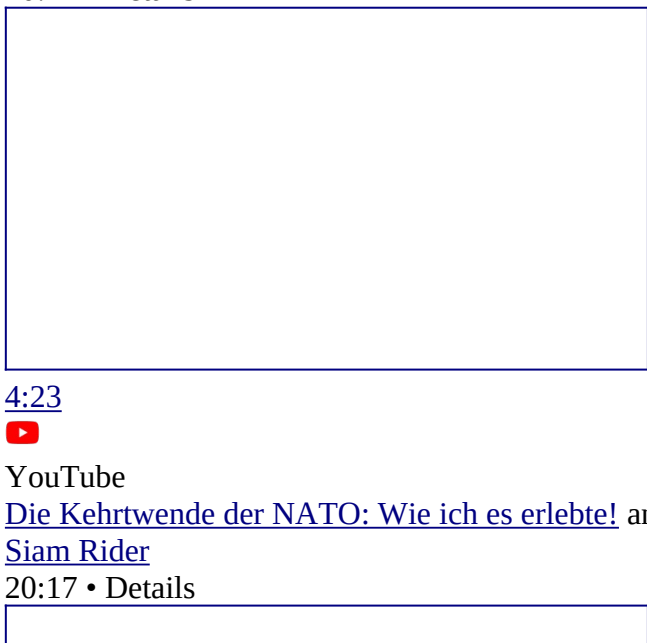 4:23
YouTube
Die Kehrtwende der NATO: Wie ich es erlebte!
Siam Rider
20:17 • Details